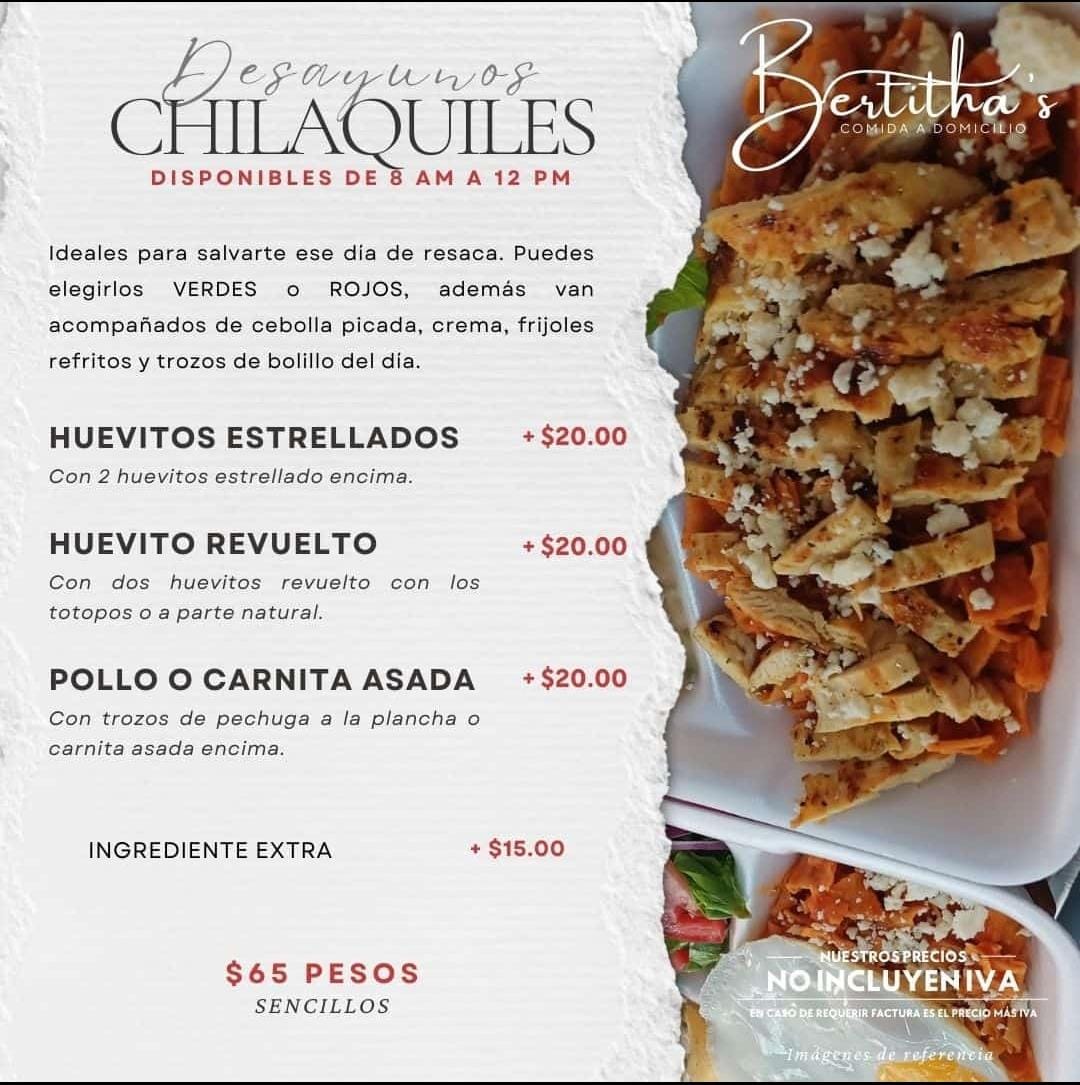 Desayunos
CHILAQUILES
DISPONIBLES DE 8 AM A 12 PM
Ideales para salvarte ese día de resaca. Puedes
elegirlos VERDES o ROJOS, además van
acompañados de cebolla picada, crema, frijoles
refritos y trozos de bolillo del día.
HUEVITOS ESTRELLADOS + $20.00
Con 2 huevitos estrellado encima.
HUEVITO REVUELTO + $20.00
Con dos huevitos revuelto con los
totopos o a parte natural.
POLLO O CARNITA ASADA + $20.00
Con trozos de pechuga a la plancha o
carnita asada encima.
INGREDIENTE EXTRA + $15.00
$65 PESOS
SENCILLOS
Bertitha's
COMIDA A DOMICILIO
NUESTROS PRECIOS
NO INCLUYEN IVA
EN CASO DE REQUERIR FACTURA ES EL PRECIO MÁS IVA
Imágenes de referencia